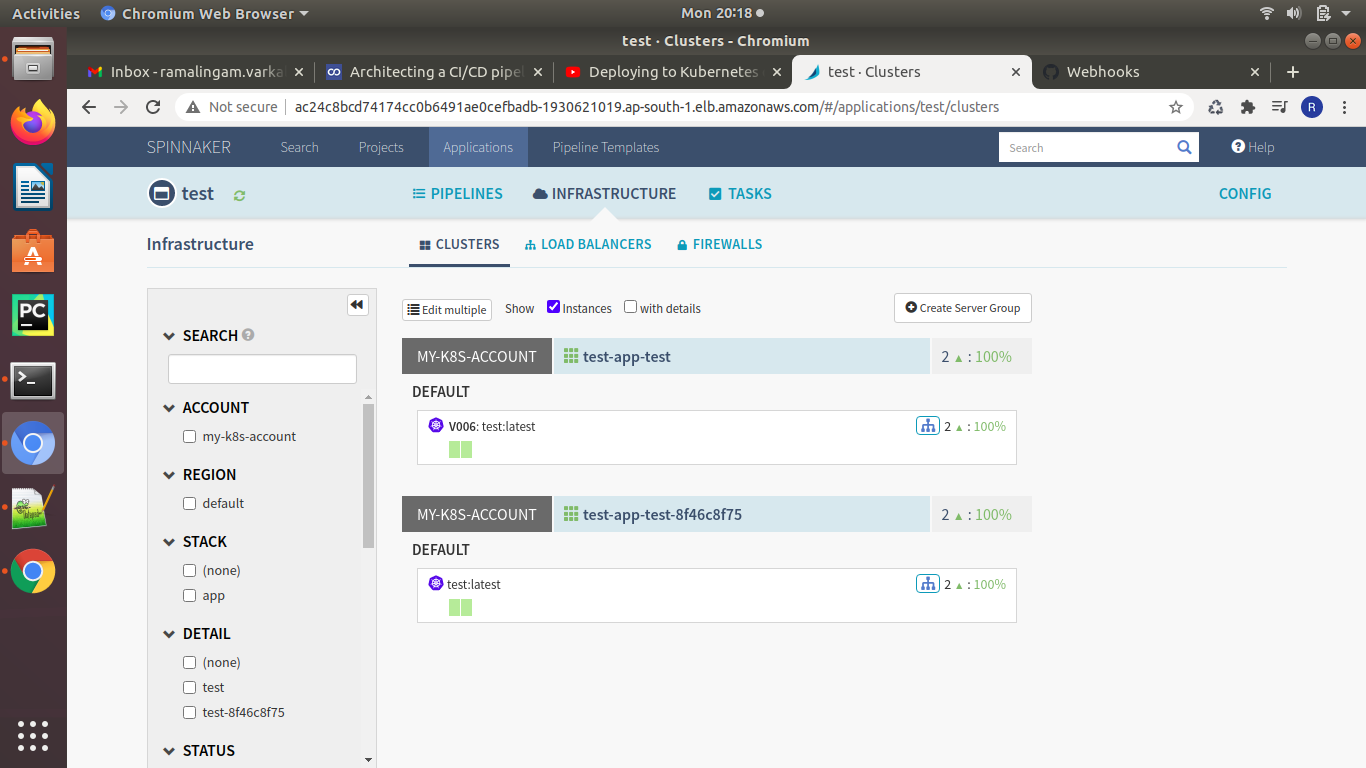 Activities Chromium Web Browser Mon 20:18
test · Clusters - Chromium
Inbox - ramalingam.varka Architecting a CI/CD pipel Deploying to Kubernetes test · Clusters Webhooks
Not secure ac24c8bcd74174cc0b6491ae0cefbadb-1930621019.ap-south-1.elb.amazonaws.com/#/applications/test/clusters R
SPINNAKER Search Projects Applications Pipeline Templates Search Help
test PIPELINES INFRASTRUCTURE TASKS CONFIG
Infrastructure CLUSTERS LOAD BALANCERS FIREWALLS
Edit multiple Show Instances with details Create Server Group
SEARCH
ACCOUNT
my-k8s-account
REGION
default
STACK
(none)
app
DETAIL
(none)
test
test-8f46c8f75
STATUS
MY-K8S-ACCOUNT test-app-test 2 ▲ : 100%
DEFAULT
V006: test:latest 2 ▲ : 100%
MY-K8S-ACCOUNT test-app-test-8f46c8f75 2 ▲ : 100%
DEFAULT
test:latest 2 ▲ : 100%
PC